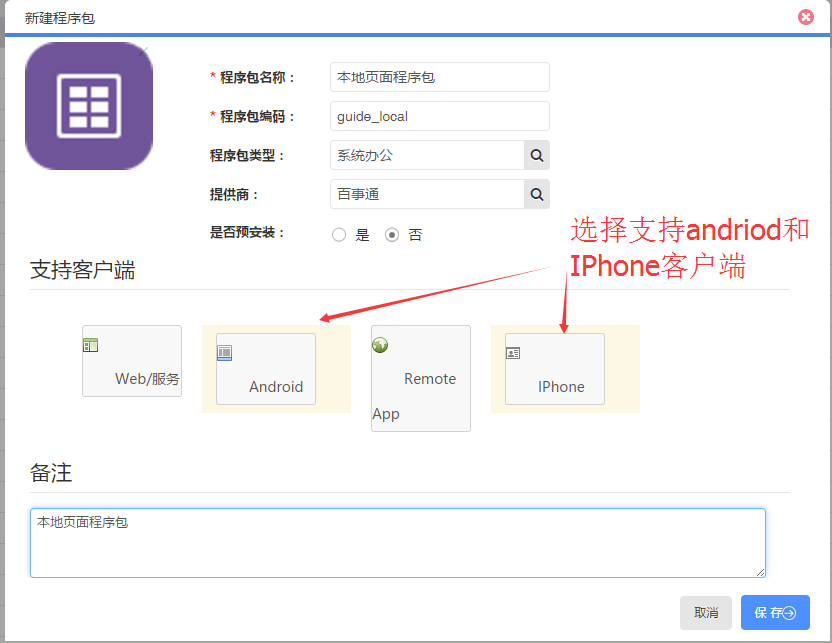 新建程序包
* 程序包名称：
本地页面程序包
* 程序包编码：
guide_local
程序包类型：
系统办公
提供商：
百事通
是否预安装：
是
否
选择支持andriod和
IPhone客户端
支持客户端
Web/服务
Android
Remote
App
IPhone
备注
本地页面程序包
取消
保 存